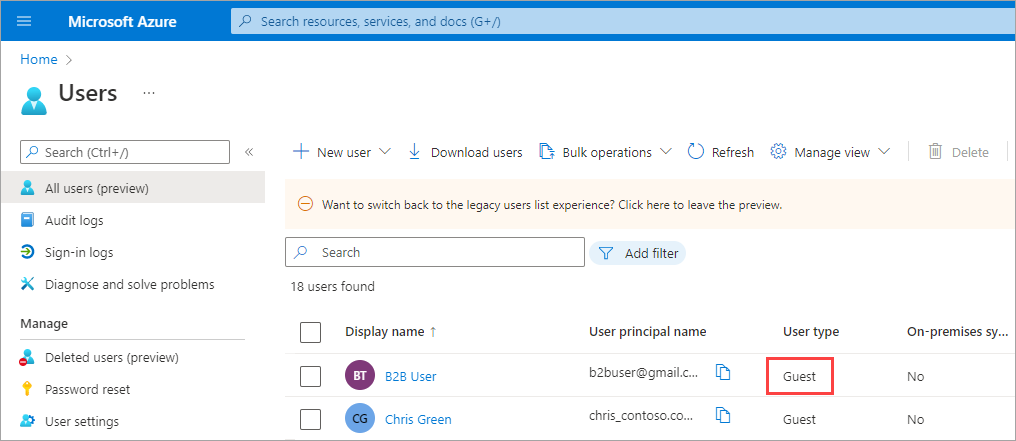 Microsoft Azure
Search resources, services, and docs (G+/)
Home
Users
...
Search (Ctrl+/)
All users (preview)
Audit logs
Sign-in logs
Diagnose and solve problems
Manage
Deleted users (preview)
Password reset
User settings
New user
Download users
Bulk operations
Refresh
Manage view
Delete
Want to switch back to the legacy users list experience? Click here to leave the preview.
Search
Add filter
18 users found
Display name ↑ User principal name User type On-premises sy...
BT B2B User b2buser@gmail.c... Guest No
CG Chris Green chris_contoso.co... Guest No